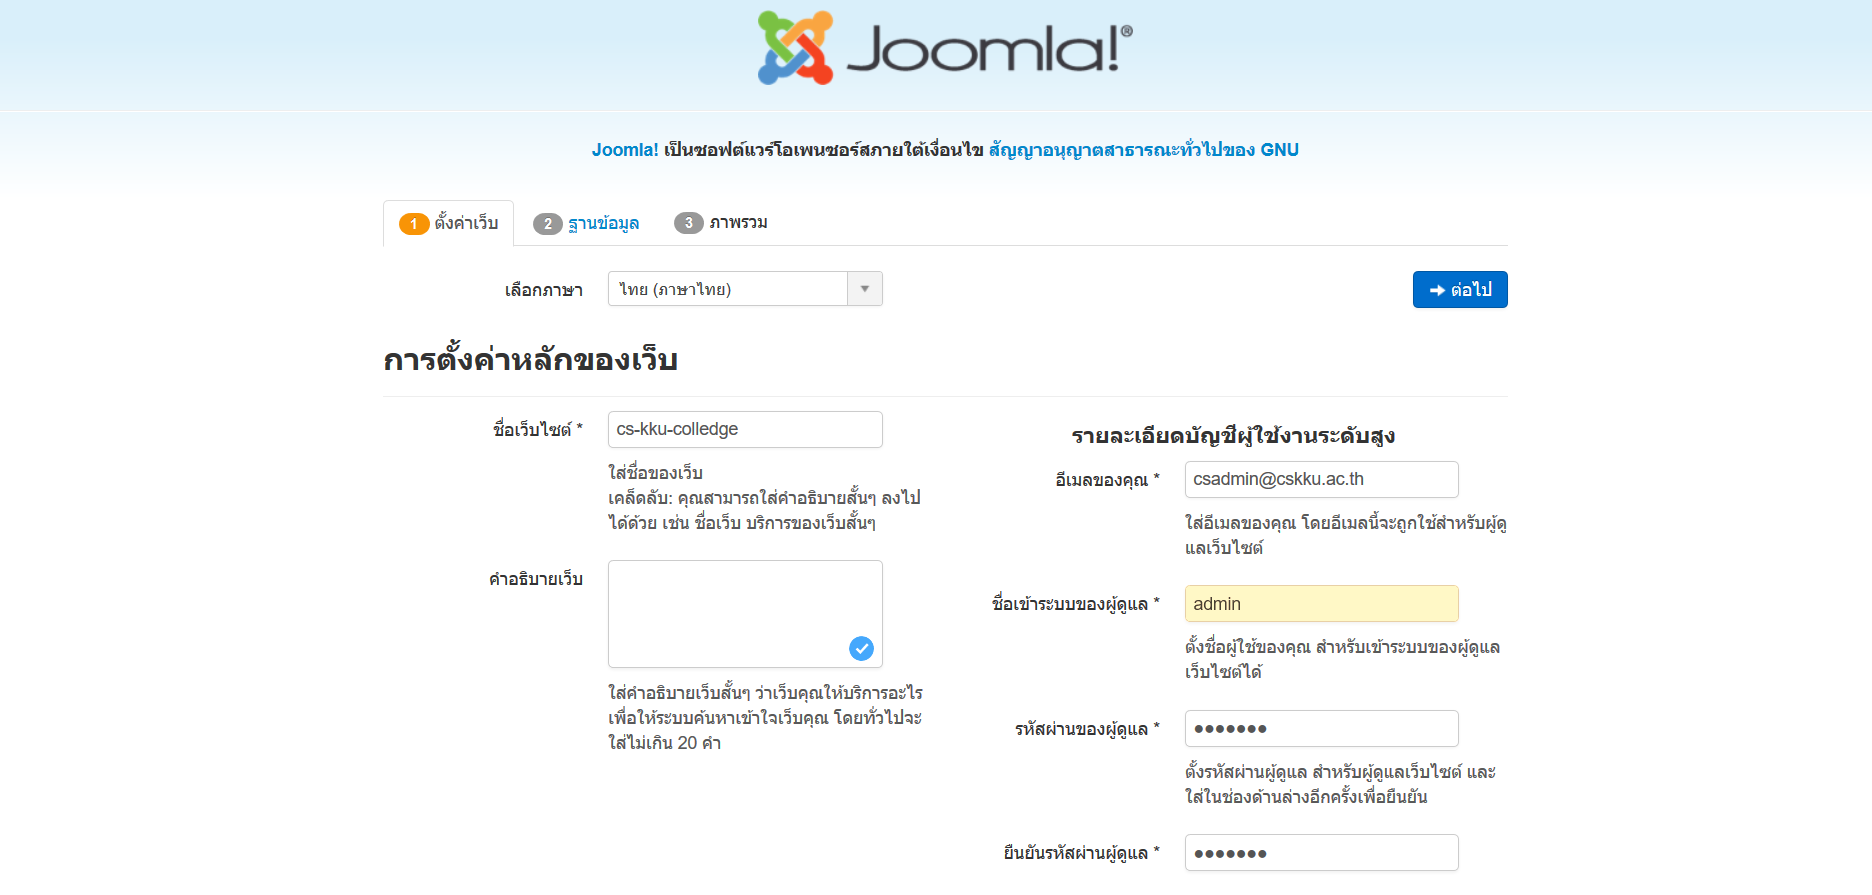 Joomla!®
Joomla! เป็นซอฟต์แวร์โอเพนซอร์สภายใต้เงื่อนไข สัญญาอนุญาตสาธารณะทั่วไปของ GNU
1 ตั้งค่าเว็บ 2 ฐานข้อมูล 3 ภาพรวม
เลือกภาษา ไทย (ภาษาไทย) ต่อไป
การตั้งค่าหลักของเว็บ
ชื่อเว็บไซต์ * cs-kku-colledge
ใส่ชื่อของเว็บ
เคล็ดลับ: คุณสามารถใส่คำอธิบายสั้นๆ ลงไป
ได้ด้วย เช่น ชื่อเว็บ บริการของเว็บสั้นๆ
คำอธิบายเว็บ
ใส่คำอธิบายเว็บสั้นๆ ว่าเว็บคุณให้บริการอะไร
เพื่อให้ระบบค้นหาเข้าใจเว็บคุณ โดยทั่วไปจะ
ใส่ไม่เกิน 20 คำ
รายละเอียดบัญชีผู้ใช้งานระดับสูง
อีเมลของคุณ * csadmin@cskku.ac.th
ใส่อีเมลของคุณ โดยอีเมลนี้จะถูกใช้สำหรับผู้ดู
แลเว็บไซต์
ชื่อเข้าระบบของผู้ดูแล * admin
ตั้งชื่อผู้ใช้ของคุณ สำหรับเข้าระบบของผู้ดูแล
เว็บไซต์ได้
รหัสผ่านของผู้ดูแล * ●●●●●●●
ตั้งรหัสผ่านผู้ดูแล สำหรับผู้ดูแลเว็บไซต์ และ
ใส่ในช่องด้านล่างอีกครั้งเพื่อยืนยัน
ยืนยันรหัสผ่านผู้ดูแล * ●●●●●●●